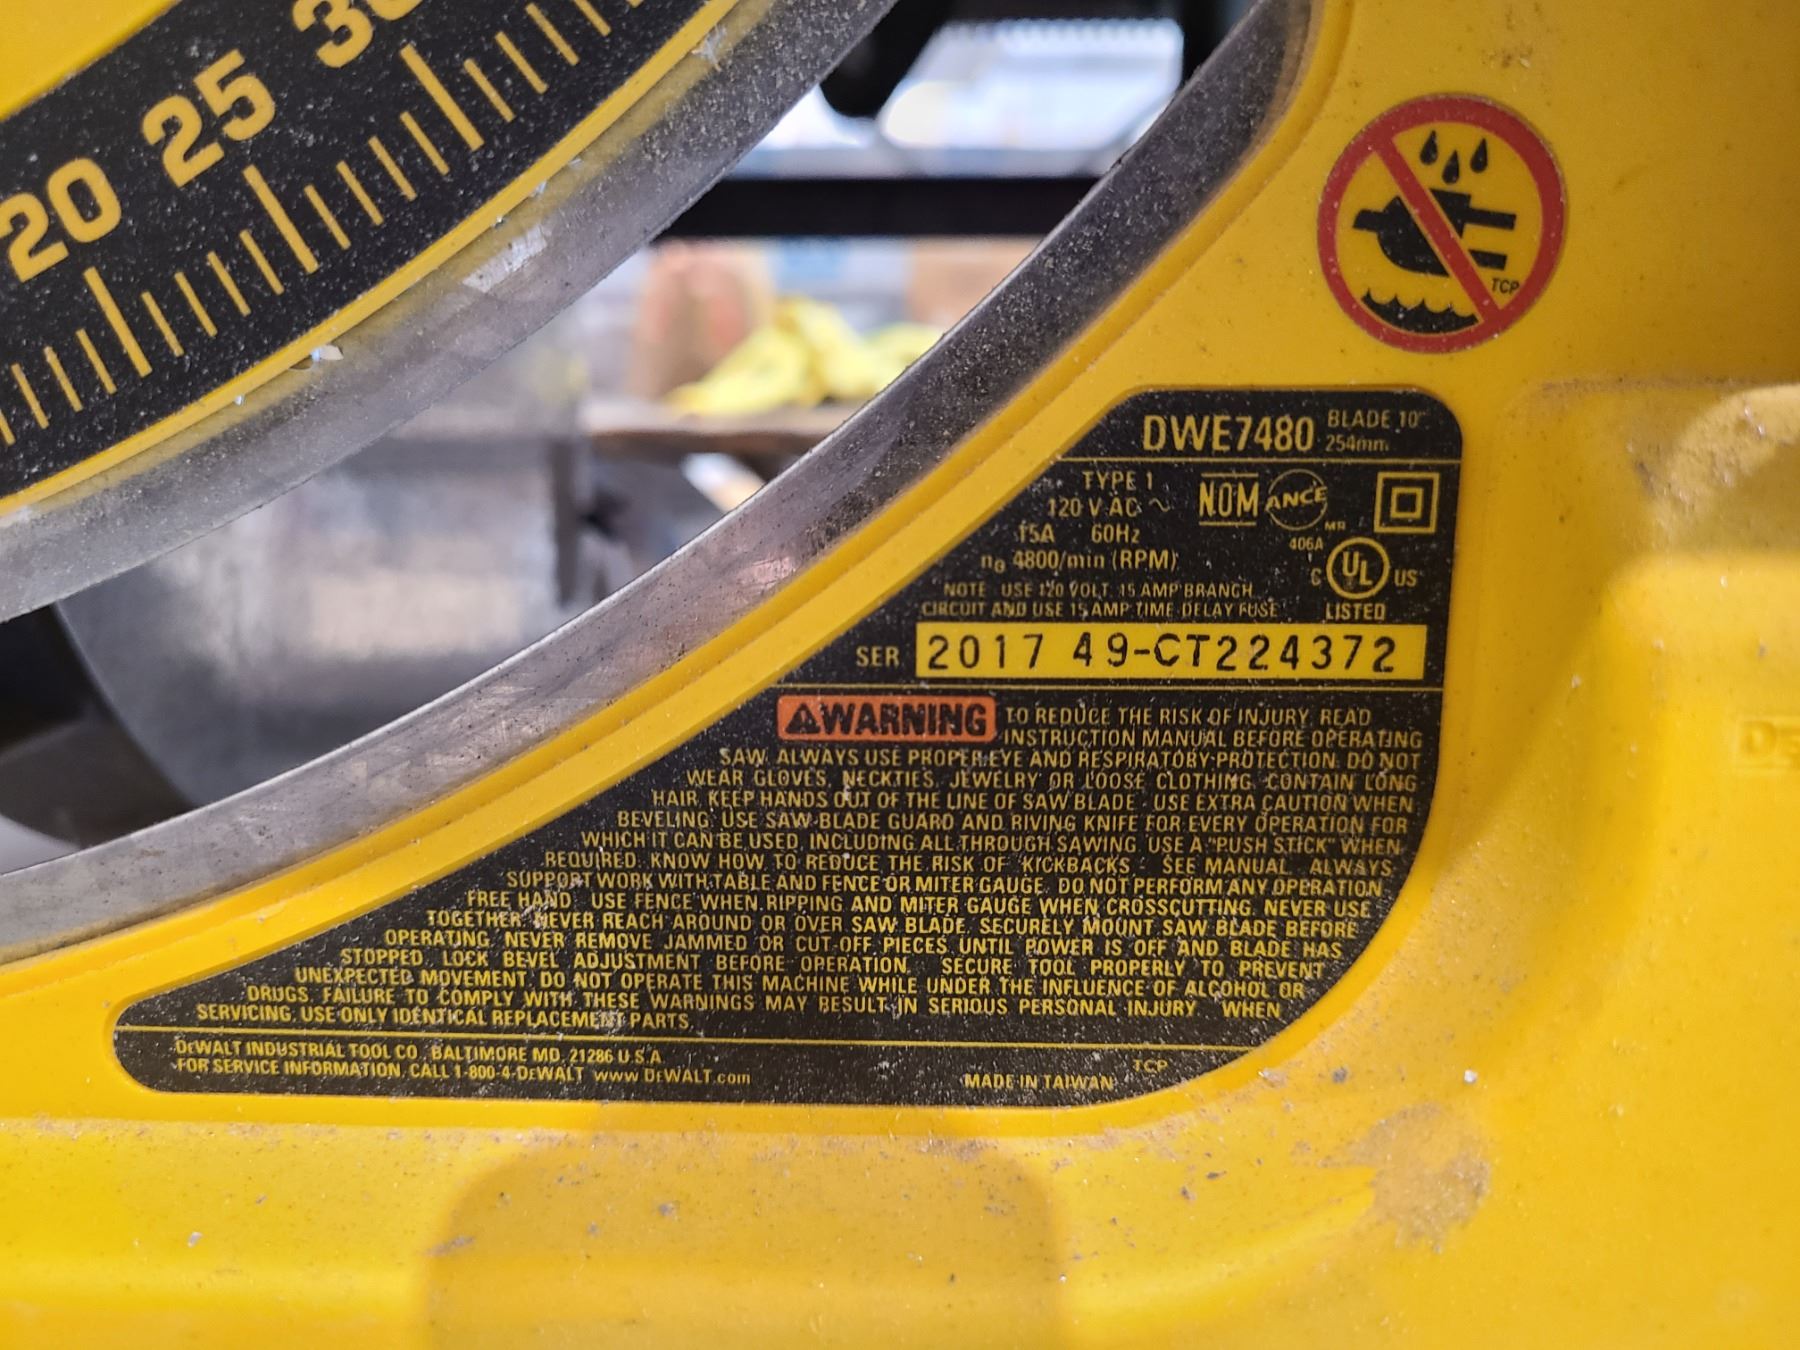 20 25 30
TCP
DWE7480 BLADE 10"
254mm
TYPE 1
120 V AC ~
15A 60Hz
n₀ 4800/min (RPM)
NOM ANCE
MR
406A
C UL US
LISTED
NOTE USE 120 VOLT, 15 AMP BRANCH
CIRCUIT AND USE 15 AMP TIME DELAY FUSE
SER 2017 49-CT224372
WARNING TO REDUCE THE RISK OF INJURY, READ
INSTRUCTION MANUAL BEFORE OPERATING
SAW. ALWAYS USE PROPER EYE AND RESPIRATORY PROTECTION. DO NOT
WEAR GLOVES, NECKTIES, JEWELRY OR LOOSE CLOTHING. CONTAIN LONG
HAIR. KEEP HANDS OUT OF THE LINE OF SAW BLADE. USE EXTRA CAUTION WHEN
BEVELING. USE SAW-BLADE GUARD AND RIVING KNIFE FOR EVERY OPERATION FOR
WHICH IT CAN BE USED, INCLUDING ALL THROUGH SAWING. USE A "PUSH STICK" WHEN
REQUIRED. KNOW HOW TO REDUCE THE RISK OF "KICKBACKS." SEE MANUAL. ALWAYS
SUPPORT WORK WITH TABLE AND FENCE OR MITER GAUGE. DO NOT PERFORM ANY OPERATION
FREE HAND. USE FENCE WHEN RIPPING AND MITER GAUGE WHEN CROSSCUTTING. NEVER USE
TOGETHER. NEVER REACH AROUND OR OVER SAW BLADE. SECURELY MOUNT SAW BLADE BEFORE
OPERATING. NEVER REMOVE JAMMED OR CUT-OFF PIECES UNTIL POWER IS OFF AND BLADE HAS
STOPPED. LOCK BEVEL ADJUSTMENT BEFORE OPERATION. SECURE TOOL PROPERLY TO PREVENT
UNEXPECTED MOVEMENT. DO NOT OPERATE THIS MACHINE WHILE UNDER THE INFLUENCE OF ALCOHOL OR
DRUGS. FAILURE TO COMPLY WITH THESE WARNINGS MAY RESULT IN SERIOUS PERSONAL INJURY. WHEN
SERVICING, USE ONLY IDENTICAL REPLACEMENT PARTS.
DEWALT INDUSTRIAL TOOL CO., BALTIMORE MD. 21286 U.S.A.
FOR SERVICE INFORMATION, CALL 1-800-4-DEWALT www.DEWALT.com
MADE IN TAIWAN TCP